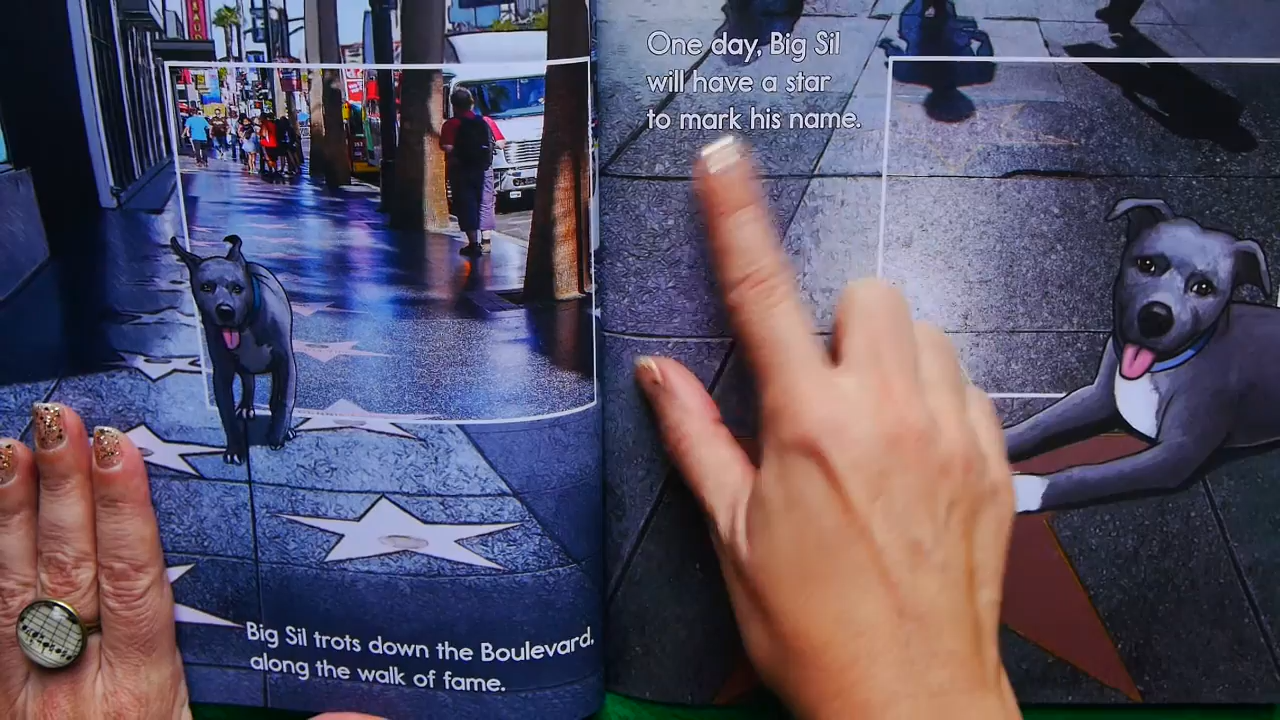 Big Sil trots down the Boulevard,
along the walk of fame.
One day, Big Sil
will have a star
to mark his name.